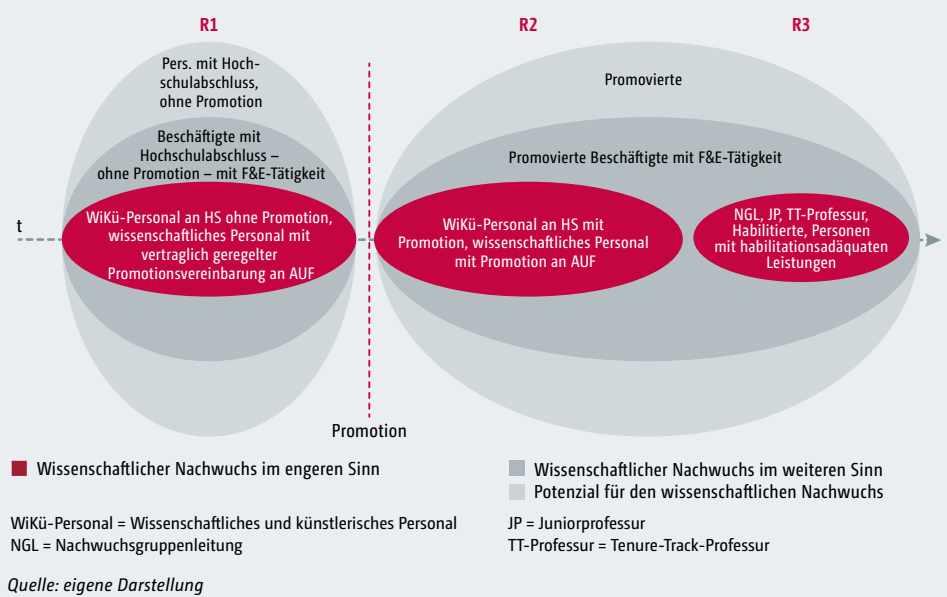 R1
R2
R3
Pers. mit Hoch-
schulabschluss,
ohne Promotion
Beschäftigte mit
Hochschulabschluss –
ohne Promotion – mit F&E-Tätigkeit
WiKü-Personal an HS ohne Promotion,
wissenschaftliches Personal mit
vertraglich geregelter
Promotionsvereinbarung an AUF
Promovierte
Promovierte Beschäftigte mit F&E-Tätigkeit
WiKü-Personal an HS mit
Promotion, wissenschaftliches Personal
mit Promotion an AUF
NGL, JP, TT-Professur,
Habilitierte, Personen
mit habilitationsadäquaten
Leistungen
t
Promotion
Wissenschaftlicher Nachwuchs im engeren Sinn
Wissenschaftlicher Nachwuchs im weiteren Sinn
Potenzial für den wissenschaftlichen Nachwuchs
WiKü-Personal = Wissenschaftliches und künstlerisches Personal
NGL = Nachwuchsgruppenleitung
JP = Juniorprofessur
TT-Professur = Tenure-Track-Professur
Quelle: eigene Darstellung